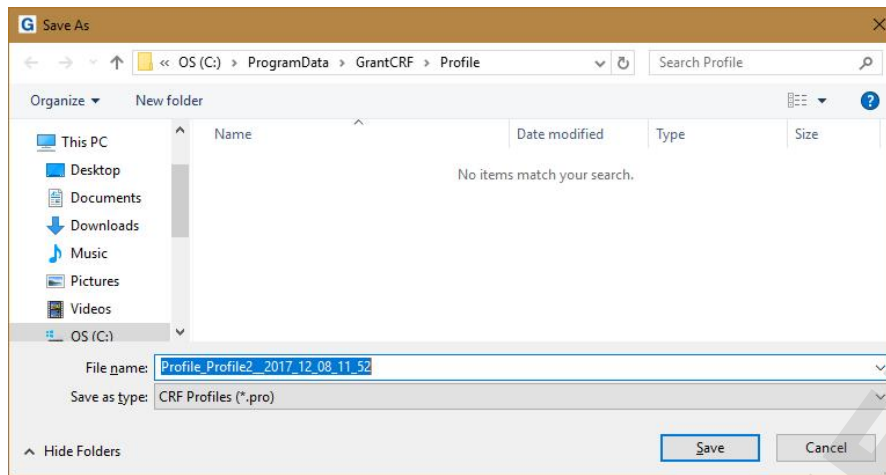 G Save As
« OS (C:) › ProgramData › GrantCRF › Profile
Search Profile
Organize
New folder
Name
Date modified
Type
Size
No items match your search.
This PC
Desktop
Documents
Downloads
Music
Pictures
Videos
OS (C:)
File name: Profile_Profile2__2017_12_08_11_52
Save as type: CRF Profiles (*.pro)
Hide Folders
Save
Cancel